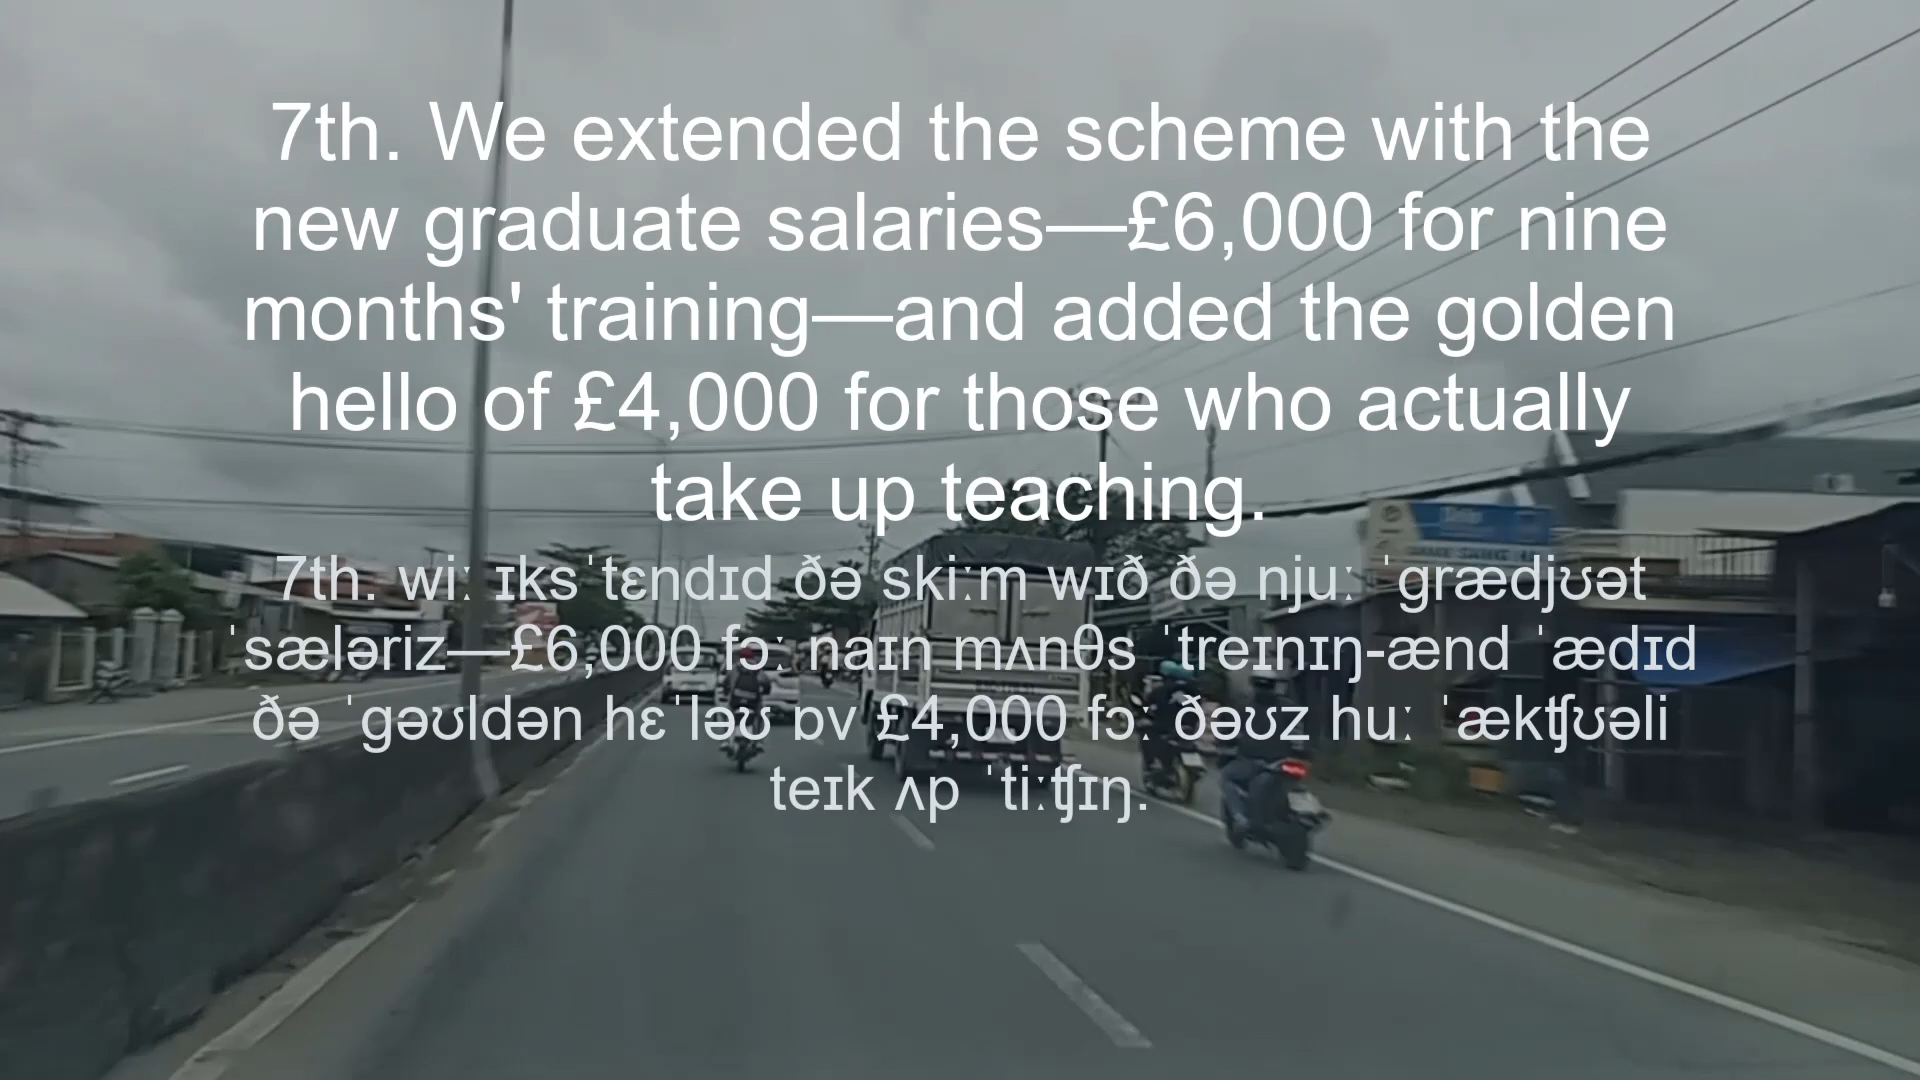 7th. We extended the scheme with the
new graduate salaries—£6,000 for nine
months' training—and added the golden
hello of £4,000 for those who actually
take up teaching.
7th. wiː ɪksˈtɛndɪd ðə skiːm wɪð ðə njuː ˈgrædjʊət
ˈsæləriz—£6,000 fɔː naɪn mʌnθs ˈtreɪnɪŋ-ænd ˈædɪd
ðə ˈgəʊldən hɛˈləʊ ɒv £4,000 fɔː ðəʊz huː ˈækʧʊəli
teɪk ʌp ˈtiːʧɪŋ.